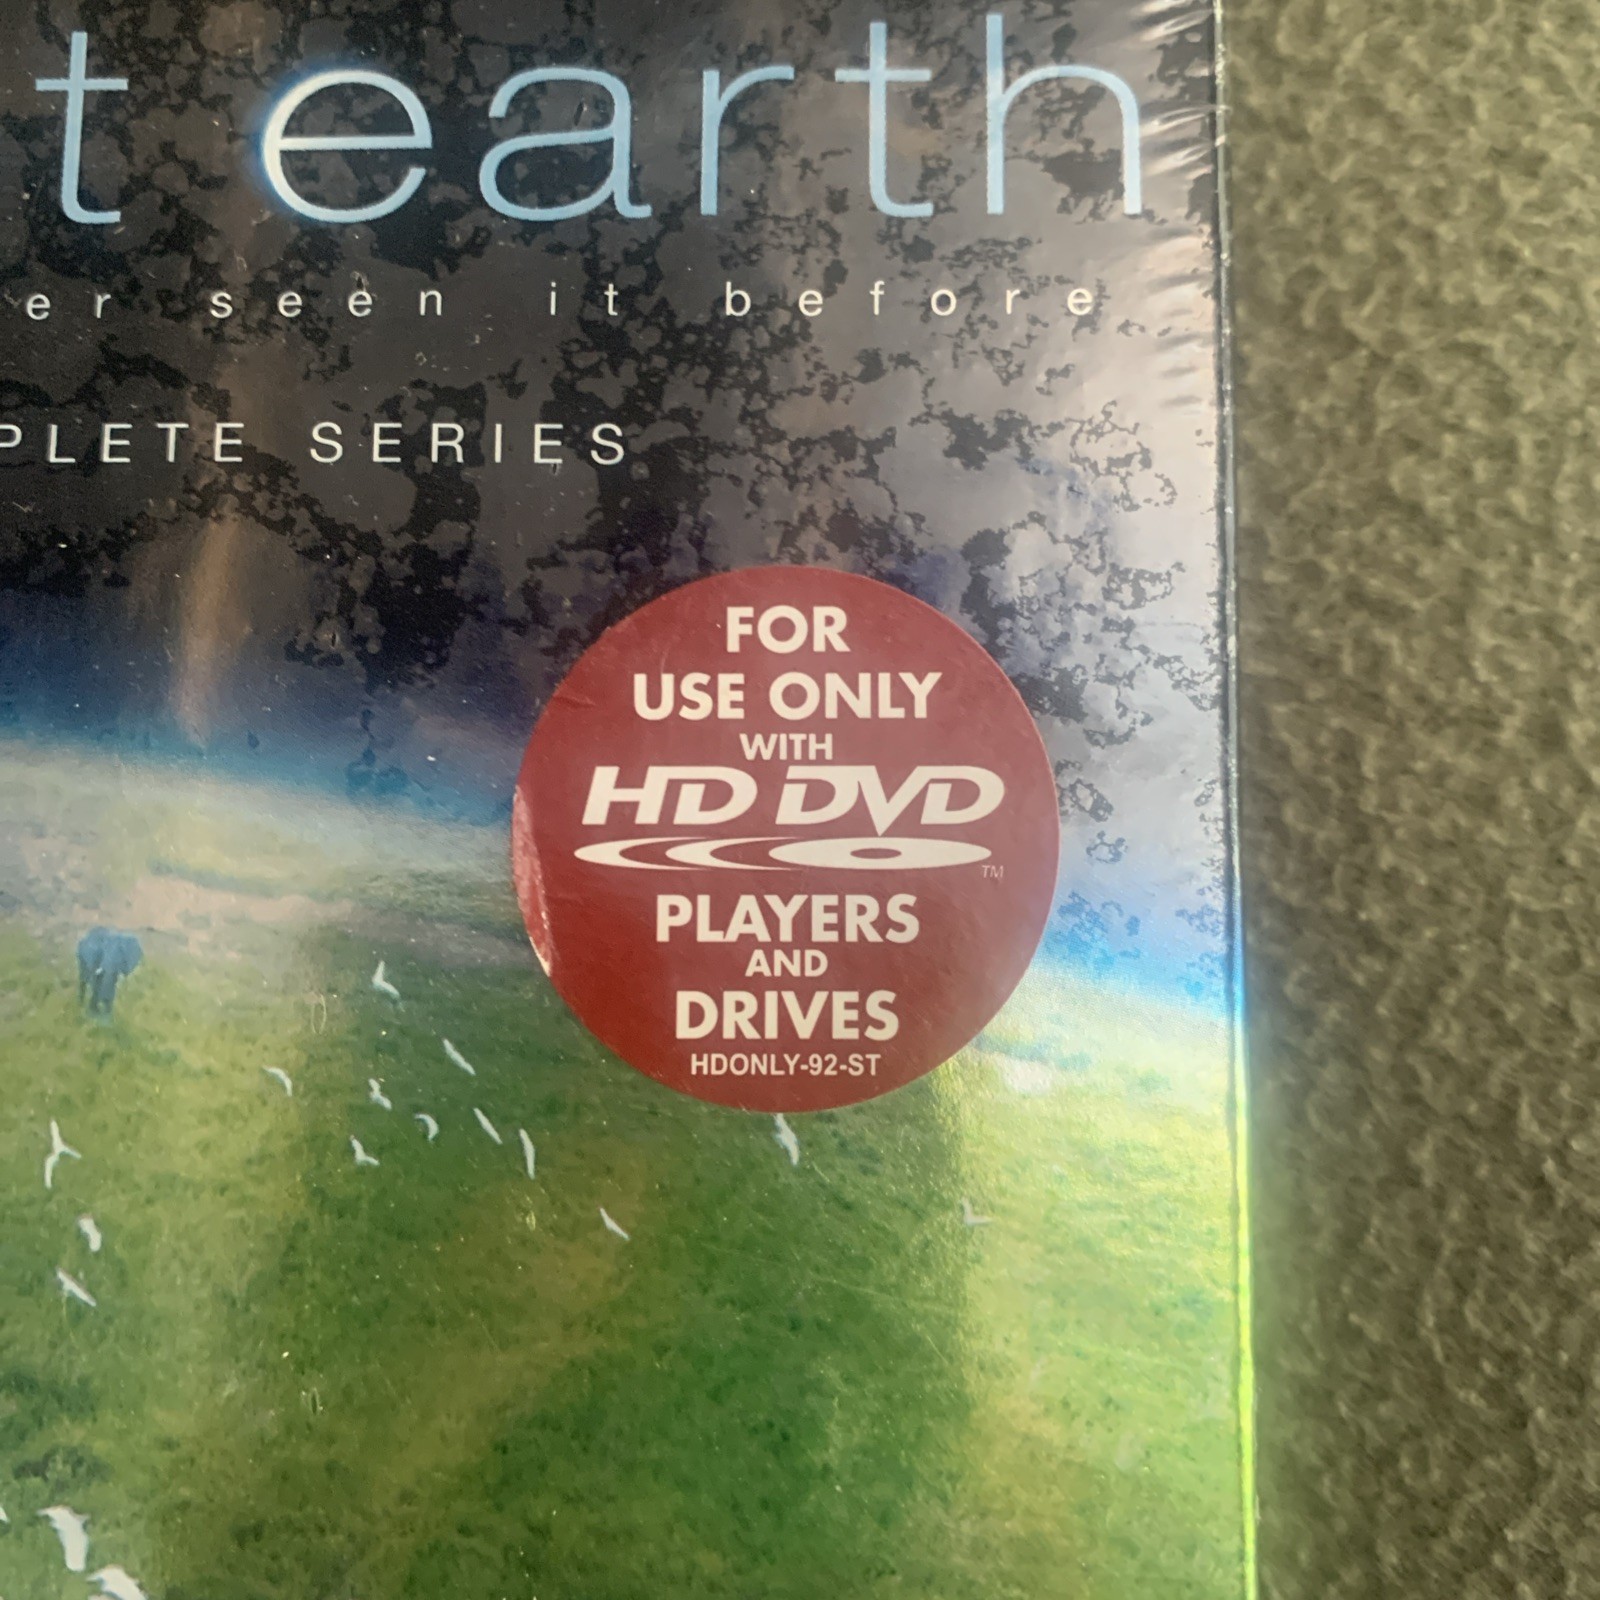 t earth
er seen it before
PLETE SERIES
FOR
USE ONLY
WITH
HD DVD
TM
PLAYERS
AND
DRIVES
HDONLY-92-ST